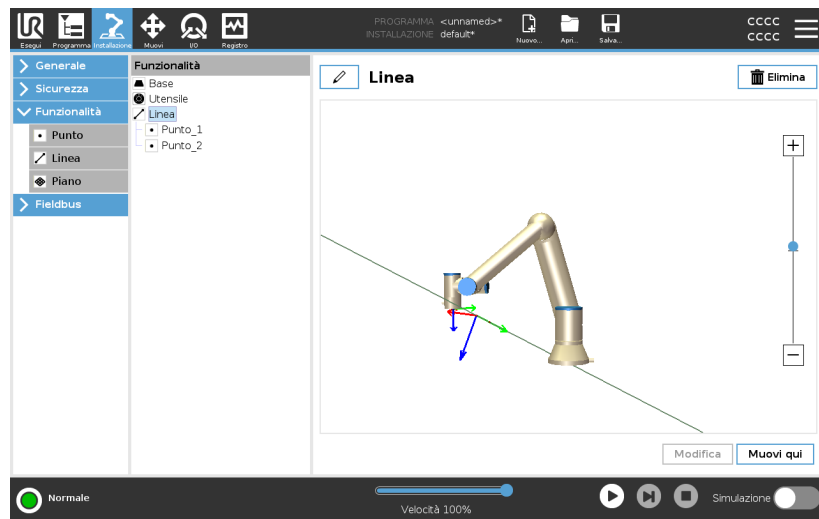 UR
PROGRAMMA <unnamed>*
INSTALLAZIONE default*
Esegui Programma Installazione Muovi I/O Registro
Nuovo... Apri... Salva...
CCCC
CCCC
Generale
Sicurezza
Funzionalità
Punto
Linea
Piano
Fieldbus
Funzionalità
Base
Utensile
Linea
Punto_1
Punto_2
Linea
Elimina
+
−
Modifica
Muovi qui
Normale
Velocità 100%
Simulazione